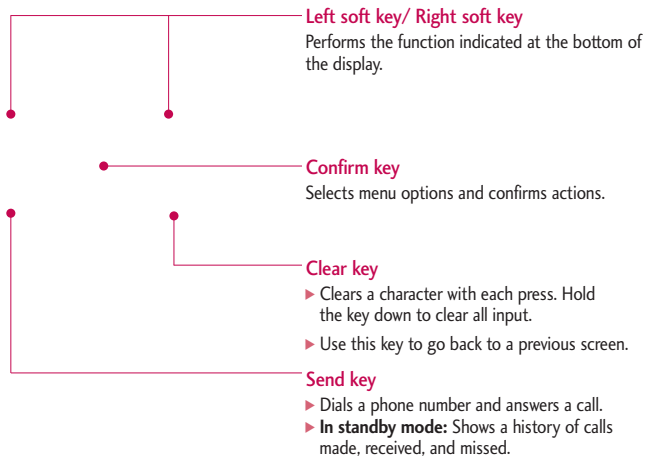 Left soft key/ Right soft key
Performs the function indicated at the bottom of
the display.
Confirm key
Selects menu options and confirms actions.
Clear key
▶ Clears a character with each press. Hold
the key down to clear all input.
▶ Use this key to go back to a previous screen.
Send key
▶ Dials a phone number and answers a call.
▶ In standby mode: Shows a history of calls
made, received, and missed.